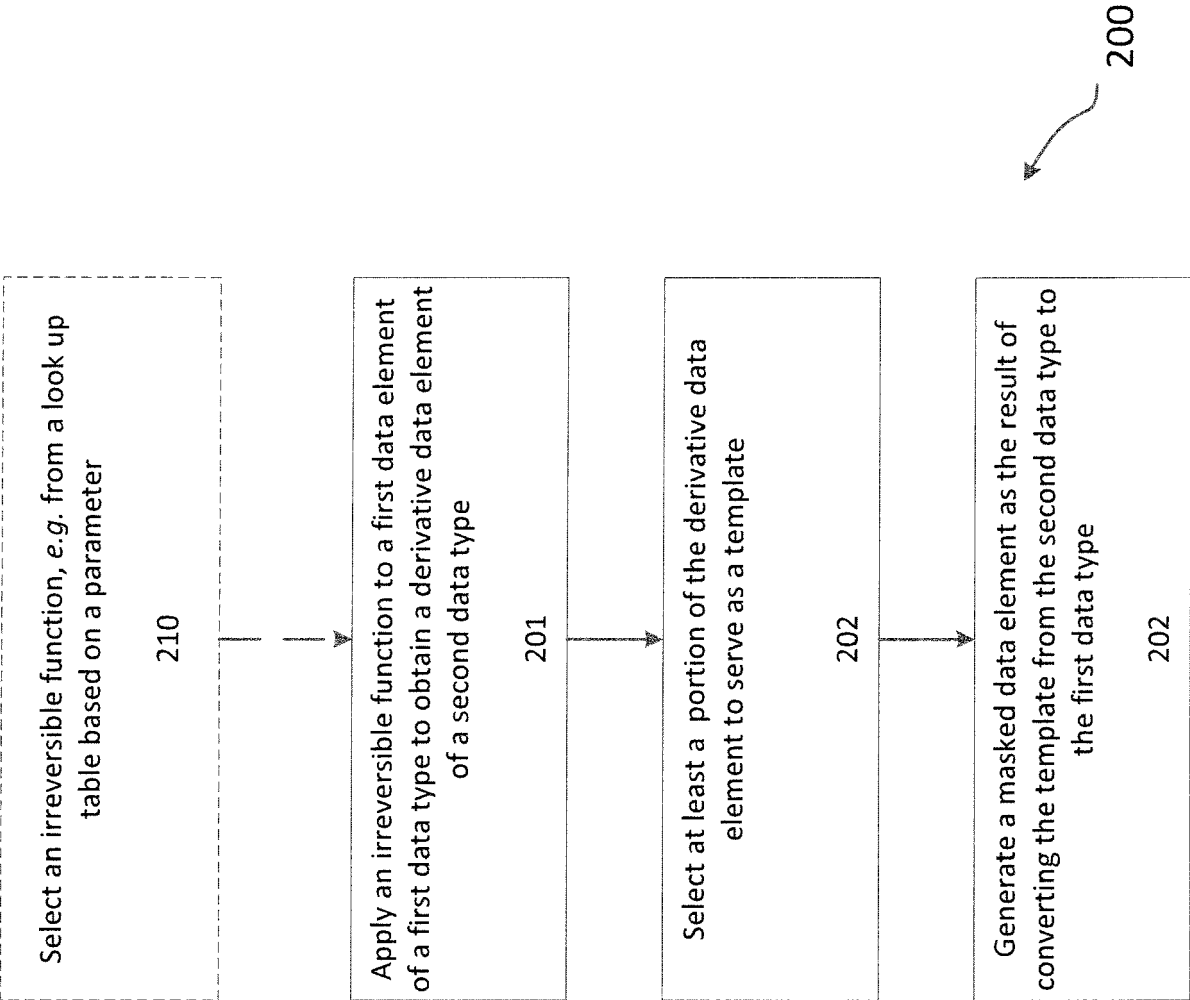 Select an irreversible function, e.g. from a look up
table based on a parameter
210
Apply an irreversible function to a first data element
of a first data type to obtain a derivative data element
of a second data type
201
Select at least a portion of the derivative data
element to serve as a template
202
Generate a masked data element as the result of
converting the template from the second data type to
the first data type
202
200